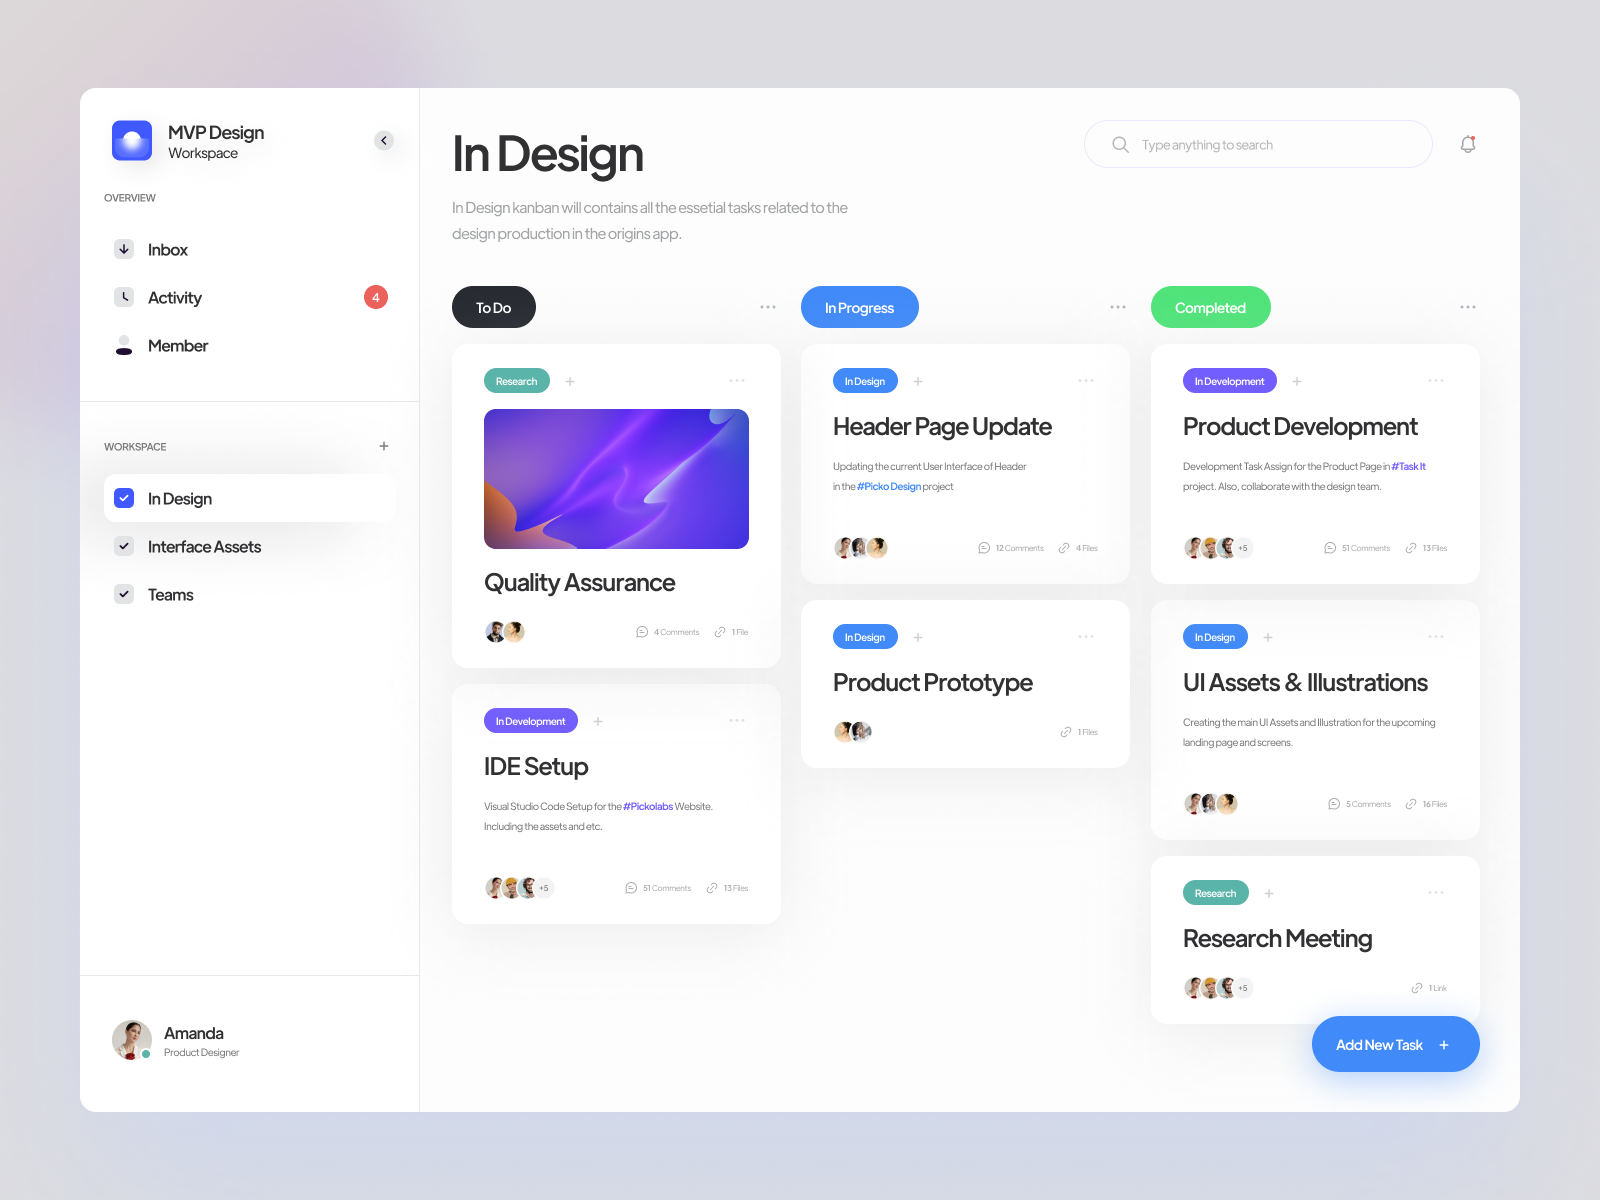 MVP Design
Workspace
OVERVIEW
Inbox
Activity
4
Member
WORKSPACE
In Design
Interface Assets
Teams
Amanda
Product Designer
In Design
Type anything to search
In Design kanban will contains all the essetial tasks related to the
design production in the origins app.
To Do
Research
Quality Assurance
4 Comments
1 File
In Development
IDE Setup
Visual Studio Code Setup for the #Pickolabs Website.
Including the assets and etc.
+5
51 Comments
13 Files
In Progress
In Design
Header Page Update
Updating the current User Interface of Header
in the #Picko Design project
12 Comments
4 Files
In Design
Product Prototype
1 Files
Completed
In Development
Product Development
Development Task Assign for the Product Page in #Task It
project. Also, collaborate with the design team.
+5
51 Comments
13 Files
In Design
UI Assets & Illustrations
Creating the main UI Assets and Illustration for the upcoming
landing page and screens.
5 Comments
16 Files
Research
Research Meeting
+5
1 Link
Add New Task